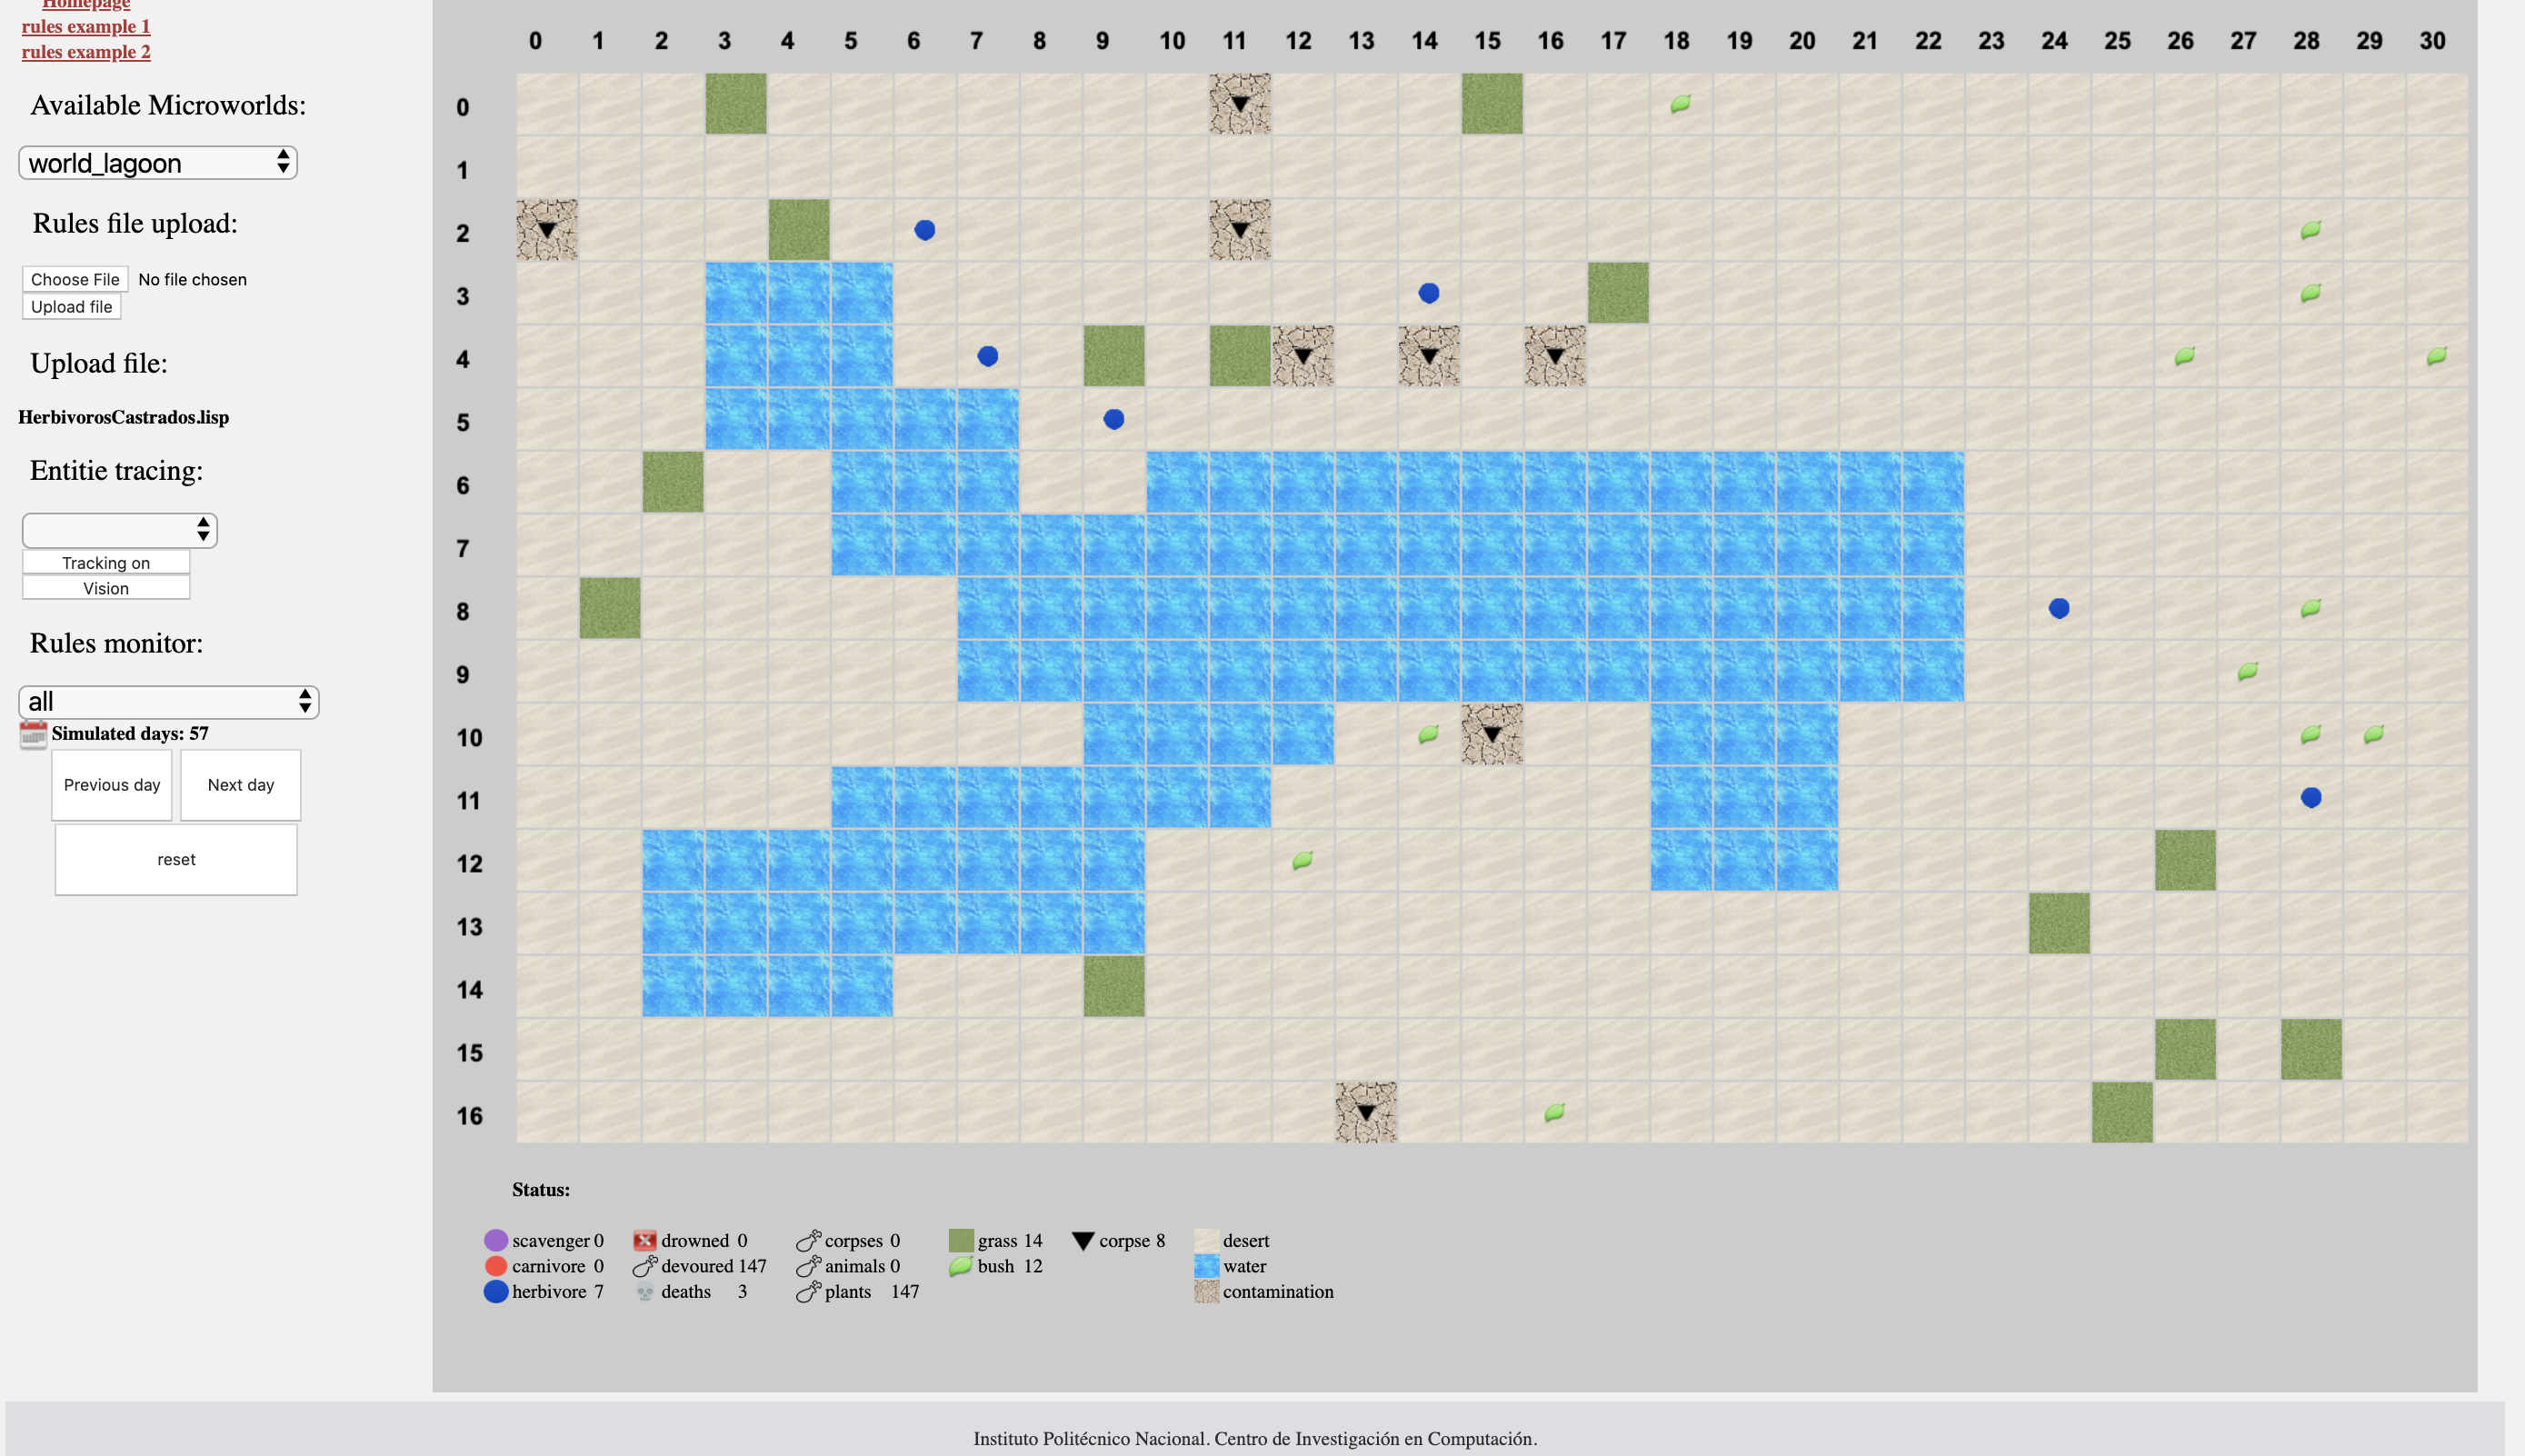 Homepage
rules example 1
rules example 2
Available Microworlds:
world_lagoon
Rules file upload:
Choose File No file chosen
Upload file
Upload file:
HerbivorosCastrados.lisp
Entitie tracing:
Tracking on
Vision
Rules monitor:
all
Simulated days: 57
Previous day Next day
reset
0 1 2 3 4 5 6 7 8 9 10 11 12 13 14 15 16 17 18 19 20 21 22 23 24 25 26 27 28 29 30
0
1
2
3
4
5
6
7
8
9
10
11
12
13
14
15
16
Status:
scavenger 0 drowned 0 corpses 0 grass 14 corpse 8 desert
carnivore 0 devoured 147 animals 0 bush 12 water
herbivore 7 deaths 3 plants 147 contamination
Instituto Politécnico Nacional. Centro de Investigación en Computación.